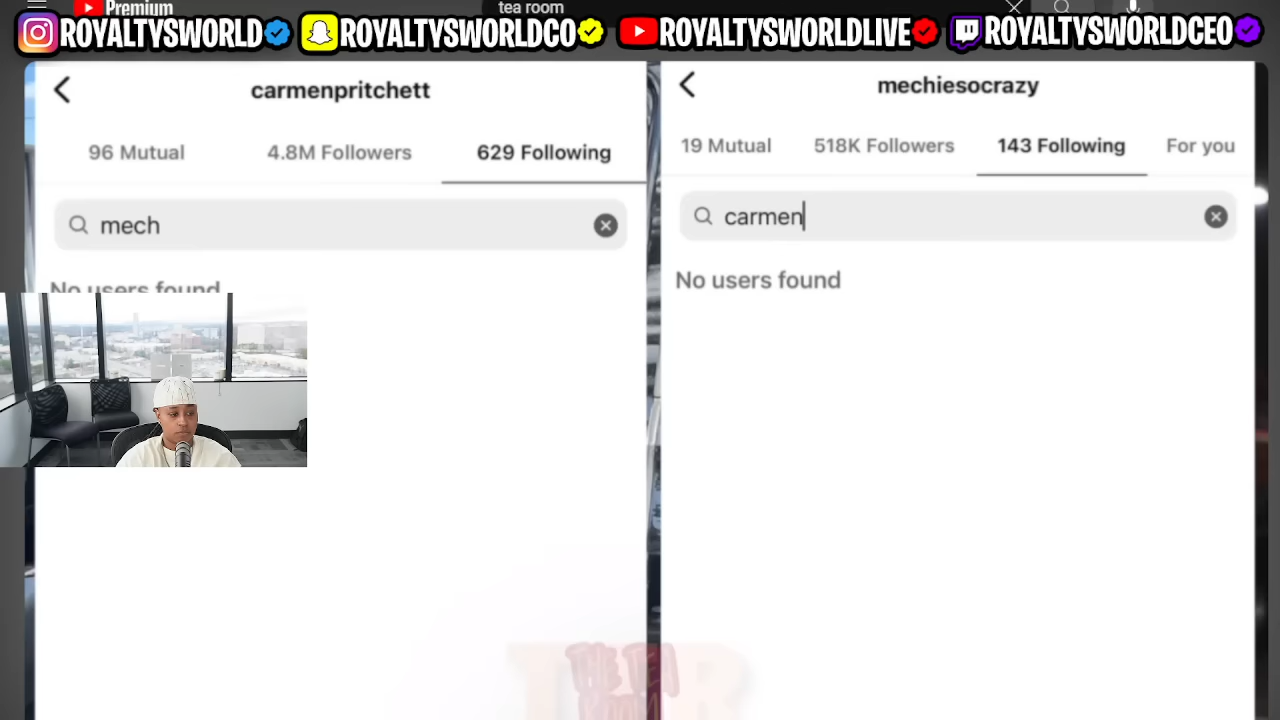 Premium
tea room
ROYALTYSWORLD
ROYALTYSWORLDCO
ROYALTYSWORLDLIVE
ROYALTYSWORLDCEO
carmenpritchett
96 Mutual
4.8M Followers
629 Following
mech
No users found
mechiesocrazy
19 Mutual
518K Followers
143 Following
For you
carmen
No users found